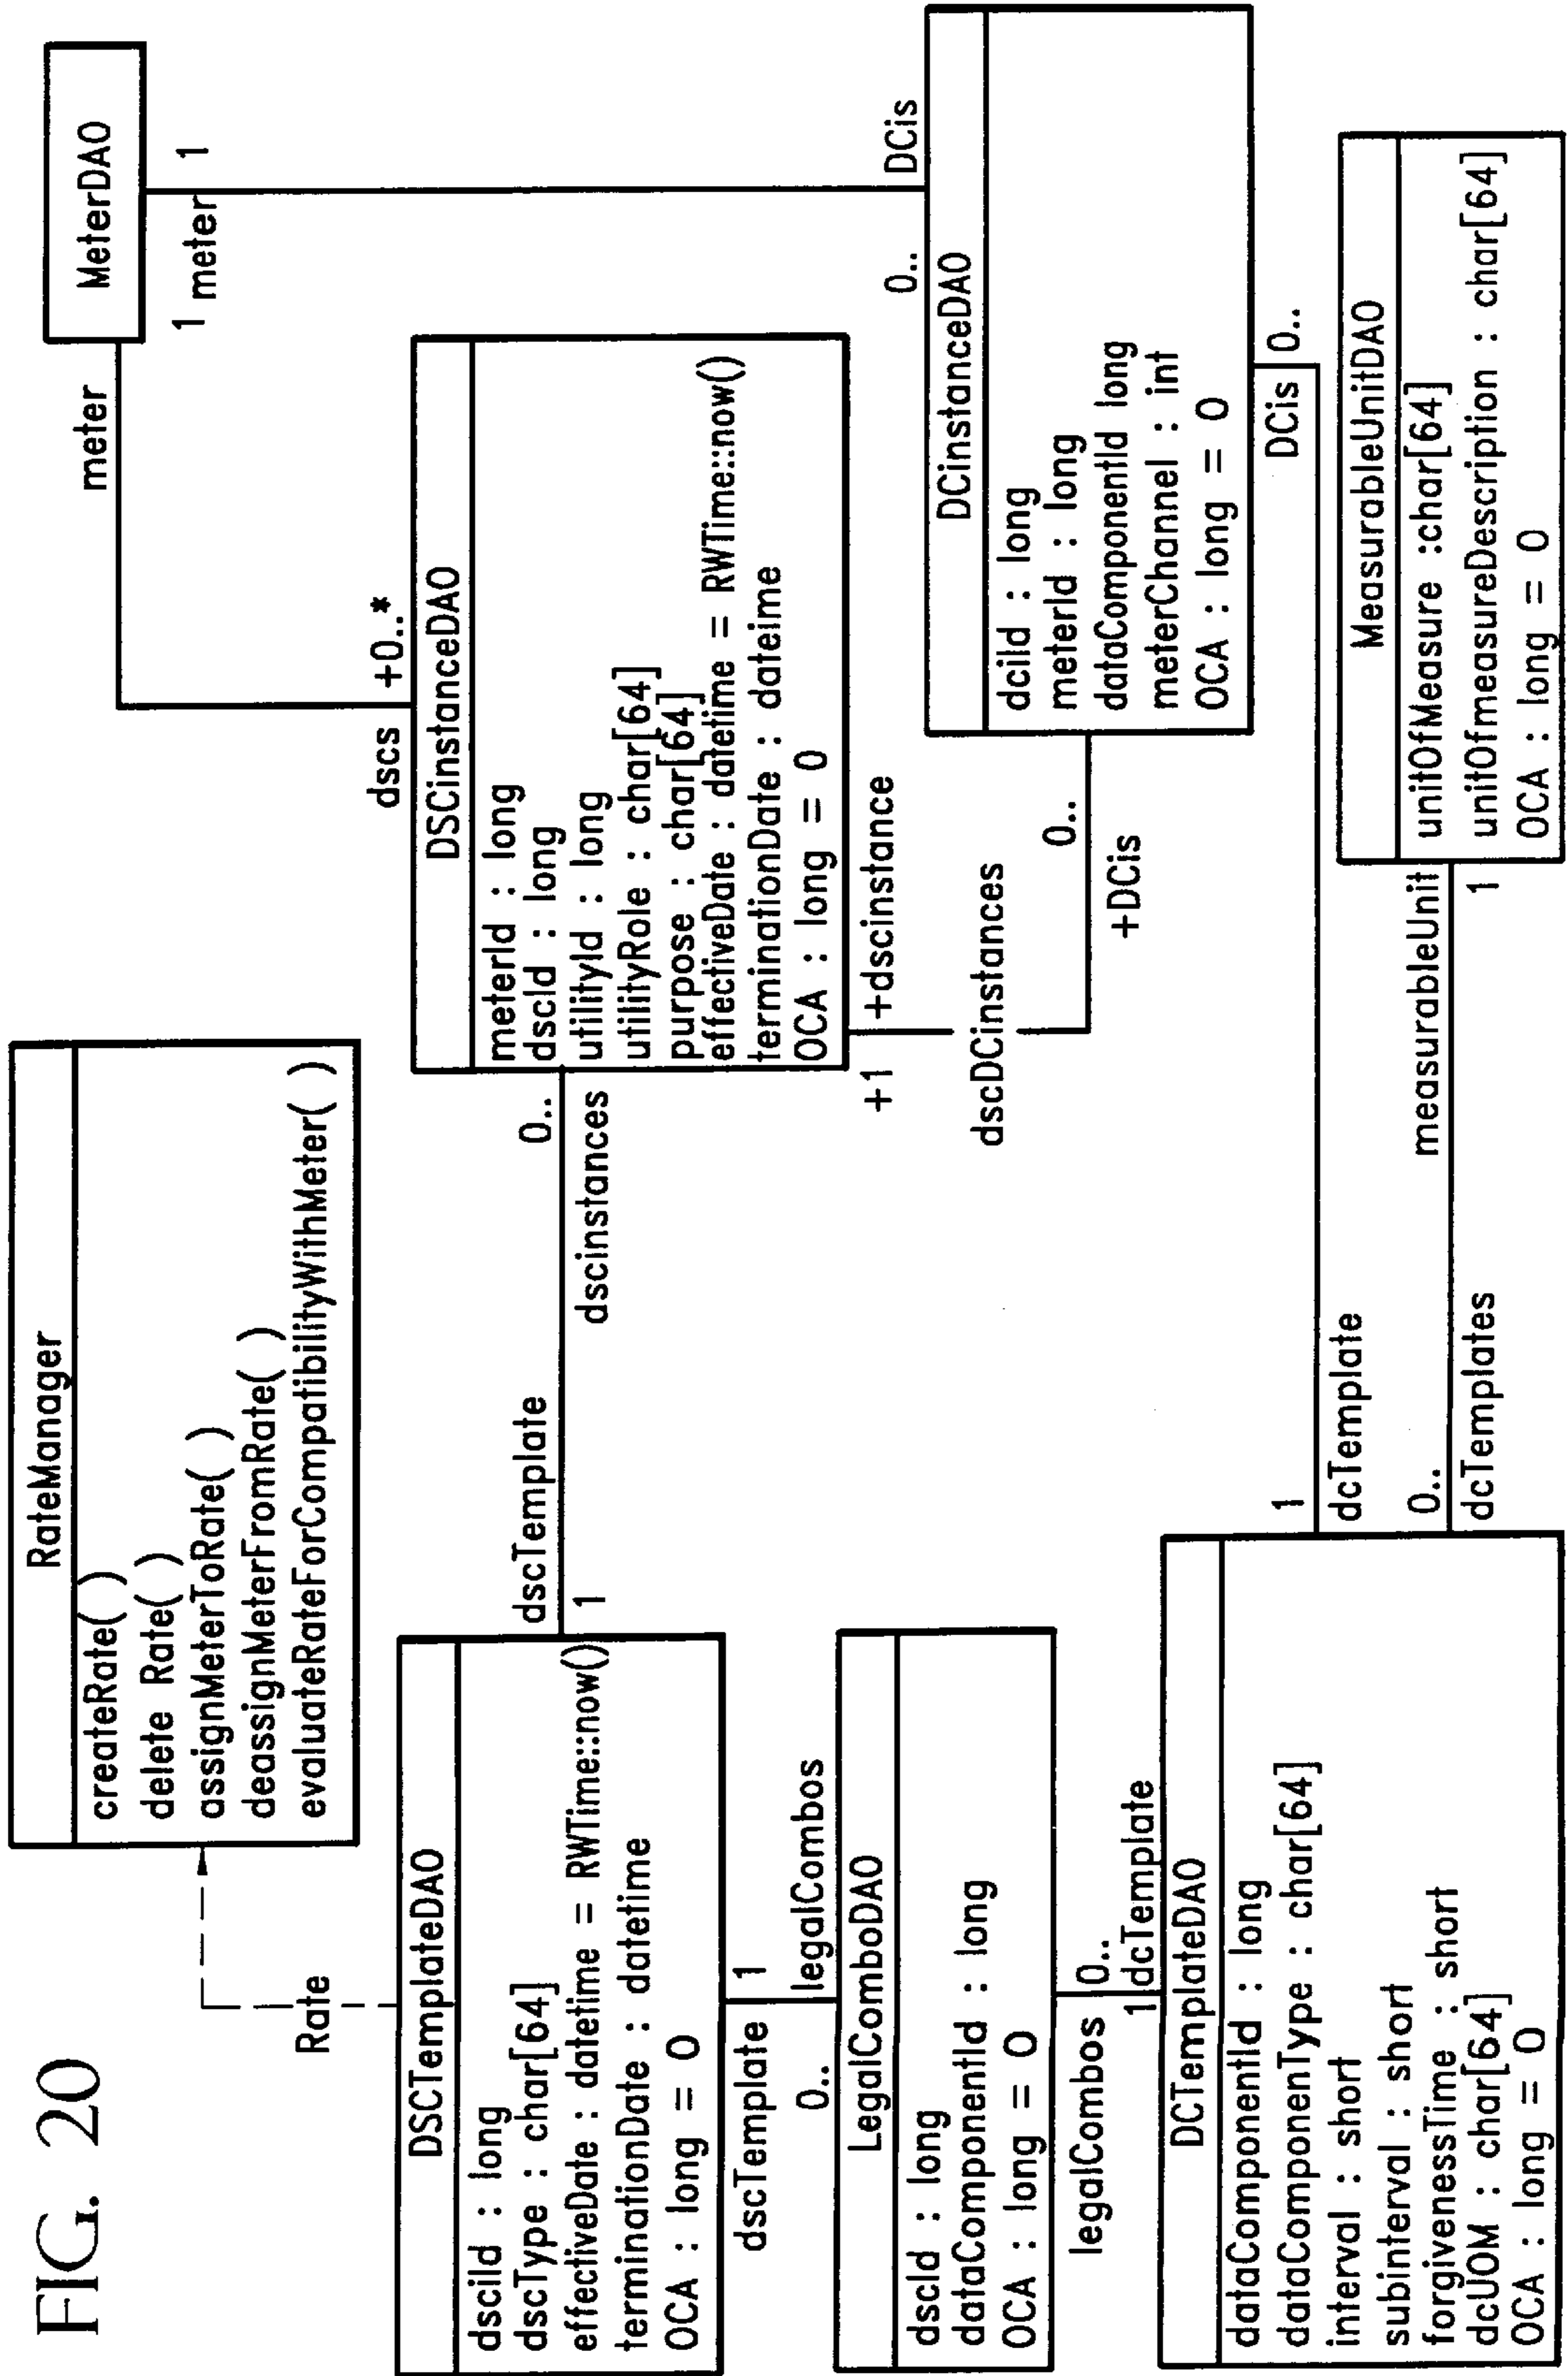 FIG. 20
RateManager
createRate( )
delete Rate( )
assignMeterToRate( )
deassignMeterFromRate( )
evaluateRateForCompatibilityWithMeter( )
Rate
MeterDAO
meter
1
1
meter
dscs
+0..*
DSCTemplateDAO
dsciId : long
dscType : char[64]
effectiveDate : datetime = RWTime::now()
terminationDate : datetime
OCA : long = 0
dscTemplate
1
0..
dscinstances
DSCinstanceDAO
meterId : long
dscId : long
utilityId : long
utilityRole : char[64]
purpose : char[64]
effectiveDate : datetime = RWTime::now()
terminationDate : dateime
OCA : long = 0
dscTemplate
1
0..
legalCombos
LegalComboDAO
dscId : long
dataComponentId : long
OCA : long = 0
+1
+dscinstance
dscDCinstances
0..
+DCis
0..
DCis
DCinstanceDAO
dciId : long
meterId : long
dataComponentId long
meterChannel : int
OCA : long = 0
legalCombos
0..
1
dcTemplate
DCTemplateDAO
dataComponentId : long
dataComponentType : char[64]
interval : short
subinterval : short
forgivenessTime : short
dcUOM : char[64]
OCA : long = 0
1
dcTemplate
DCis
0..
0..
dcTemplates
measurableUnit
1
MeasurableUnitDAO
unitOfMeasure :char[64]
unitOfmeasureDescription : char[64]
OCA : long = 0